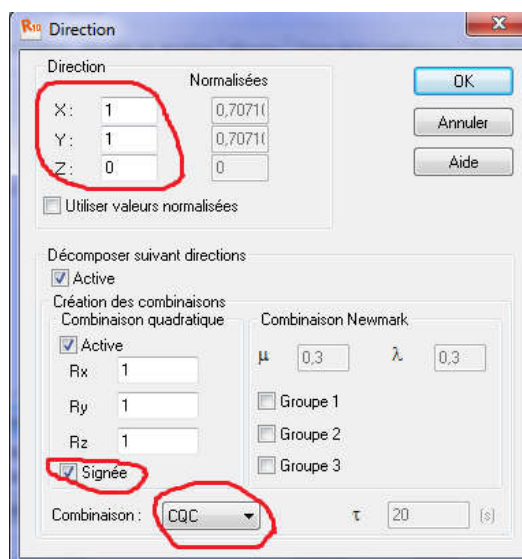 R10 Direction
Direction
Normalisées
X: 1 0,7071(
Y: 1 0,7071(
Z: 0 0
Utiliser valeurs normalisées
OK
Annuler
Aide
Décomposer suivant directions
Active
Création des combinaisons
Combinaison quadratique
Active
Rx 1
Ry 1
Rz 1
Signée
Combinaison Newmark
μ 0,3 λ 0,3
Groupe 1
Groupe 2
Groupe 3
Combinaison : CQC τ 20 (s)